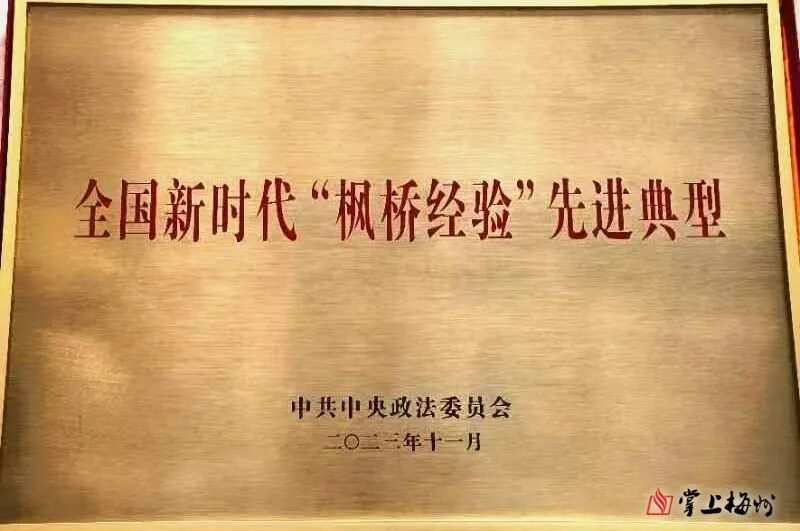 全国新时代“枫桥经验”先进典型
中共中央政法委员会
二〇二三年十一月
掌上梅州